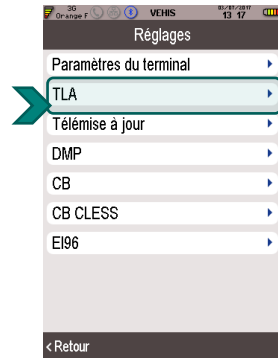 3G
Orange F VEHIS 03/07/2017
13 17
Réglages
Paramètres du terminal
TLA
Télémise à jour
DMP
CB
CB CLESS
EI96
< Retour